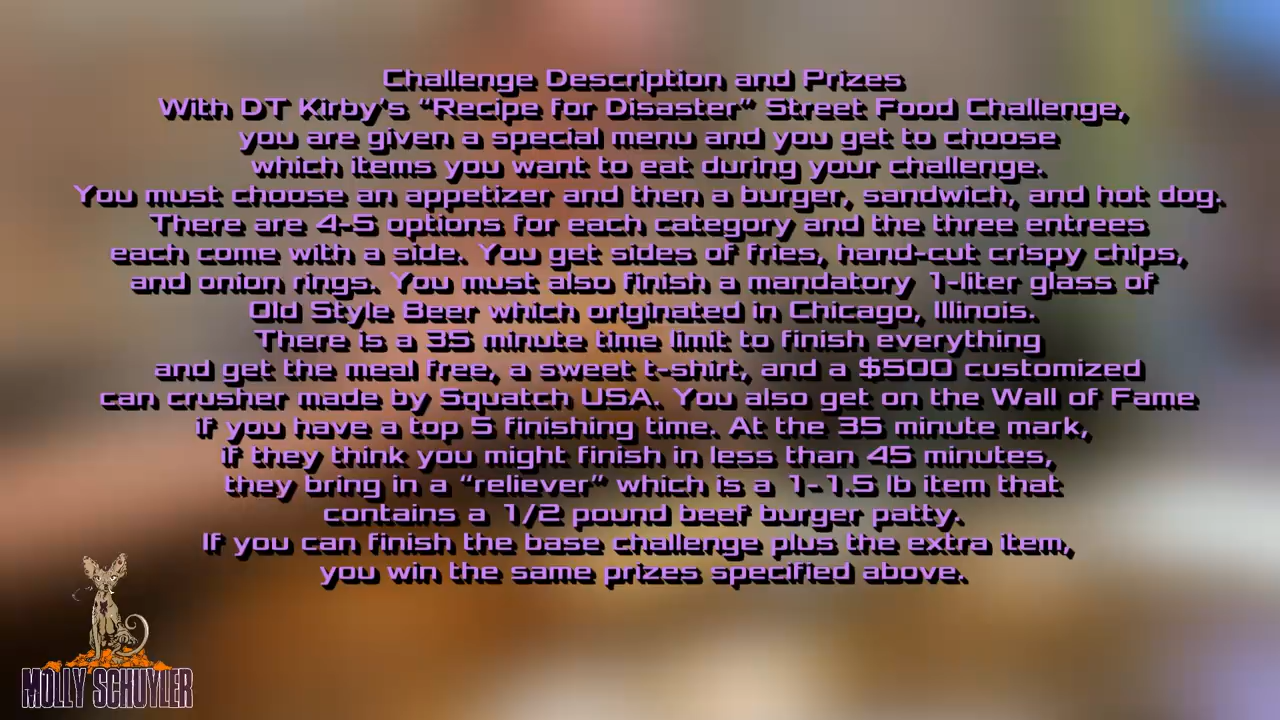 Challenge Description and Prizes
With DT Kirby's "Recipe for Disaster" Street Food Challenge,
you are given a special menu and you get to choose
which items you want to eat during your challenge.
You must choose an appetizer and then a burger, sandwich, and hot dog.
There are 4-5 options for each category and the three entrees
each come with a side. You get sides of fries, hand-cut crispy chips,
and onion rings. You must also finish a mandatory 1-liter glass of
Old Style Beer which originated in Chicago, Illinois.
There is a 35 minute time limit to finish everything
and get the meal free, a sweet t-shirt, and a $500 customized
can crusher made by Squatch USA. You also get on the Wall of Fame
if you have a top 5 finishing time. At the 35 minute mark,
if they think you might finish in less than 45 minutes,
they bring in a "reliever" which is a 1-1.5 lb item that
contains a 1/2 pound beef burger patty.
If you can finish the base challenge plus the extra item,
you win the same prizes specified above.
MOLLY SCHUYLER